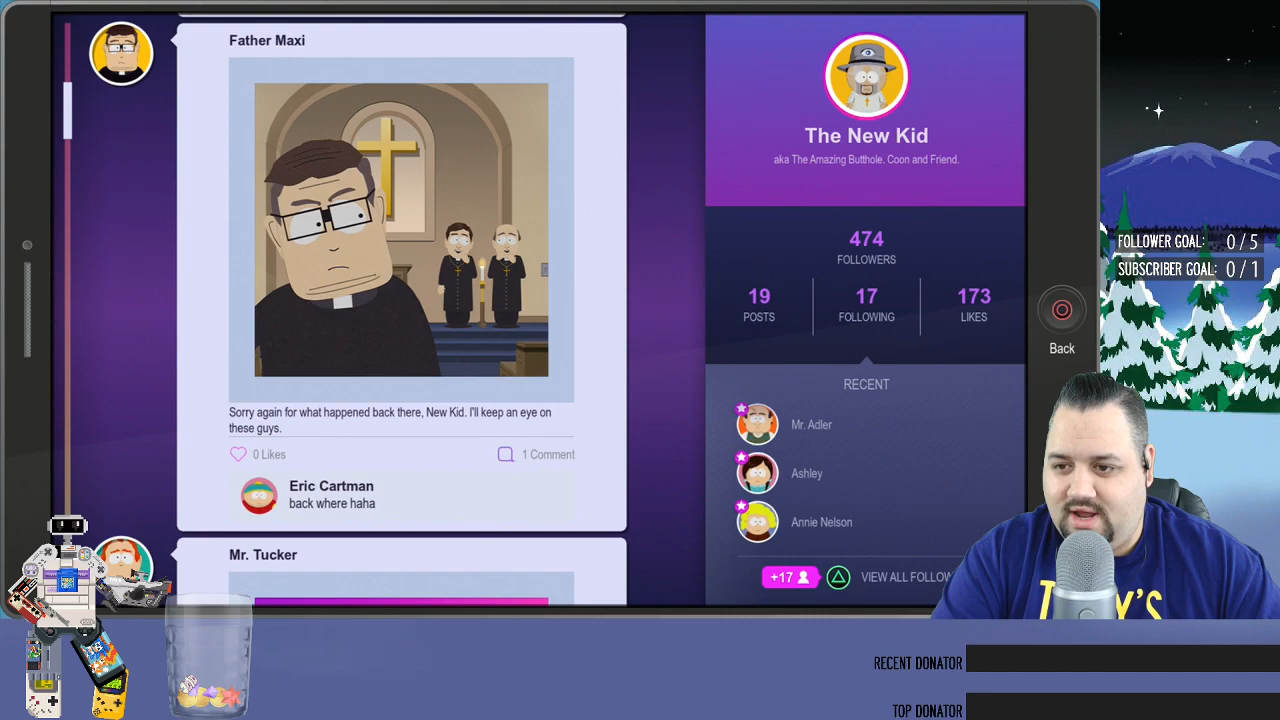 Father Maxi
Sorry again for what happened back there, New Kid. I'll keep an eye on
these guys.
0 Likes
1 Comment
Eric Cartman
back where haha
Mr. Tucker
The New Kid
aka The Amazing Butthole. Coon and Friend.
474
FOLLOWERS
19
POSTS
17
FOLLOWING
173
LIKES
RECENT
Mr. Adler
Ashley
Annie Nelson
+17
VIEW ALL FOLLOW
Back
FOLLOWER GOAL: 0 / 5
SUBSCRIBER GOAL: 0 / 1
RECENT DONATOR
TOP DONATOR